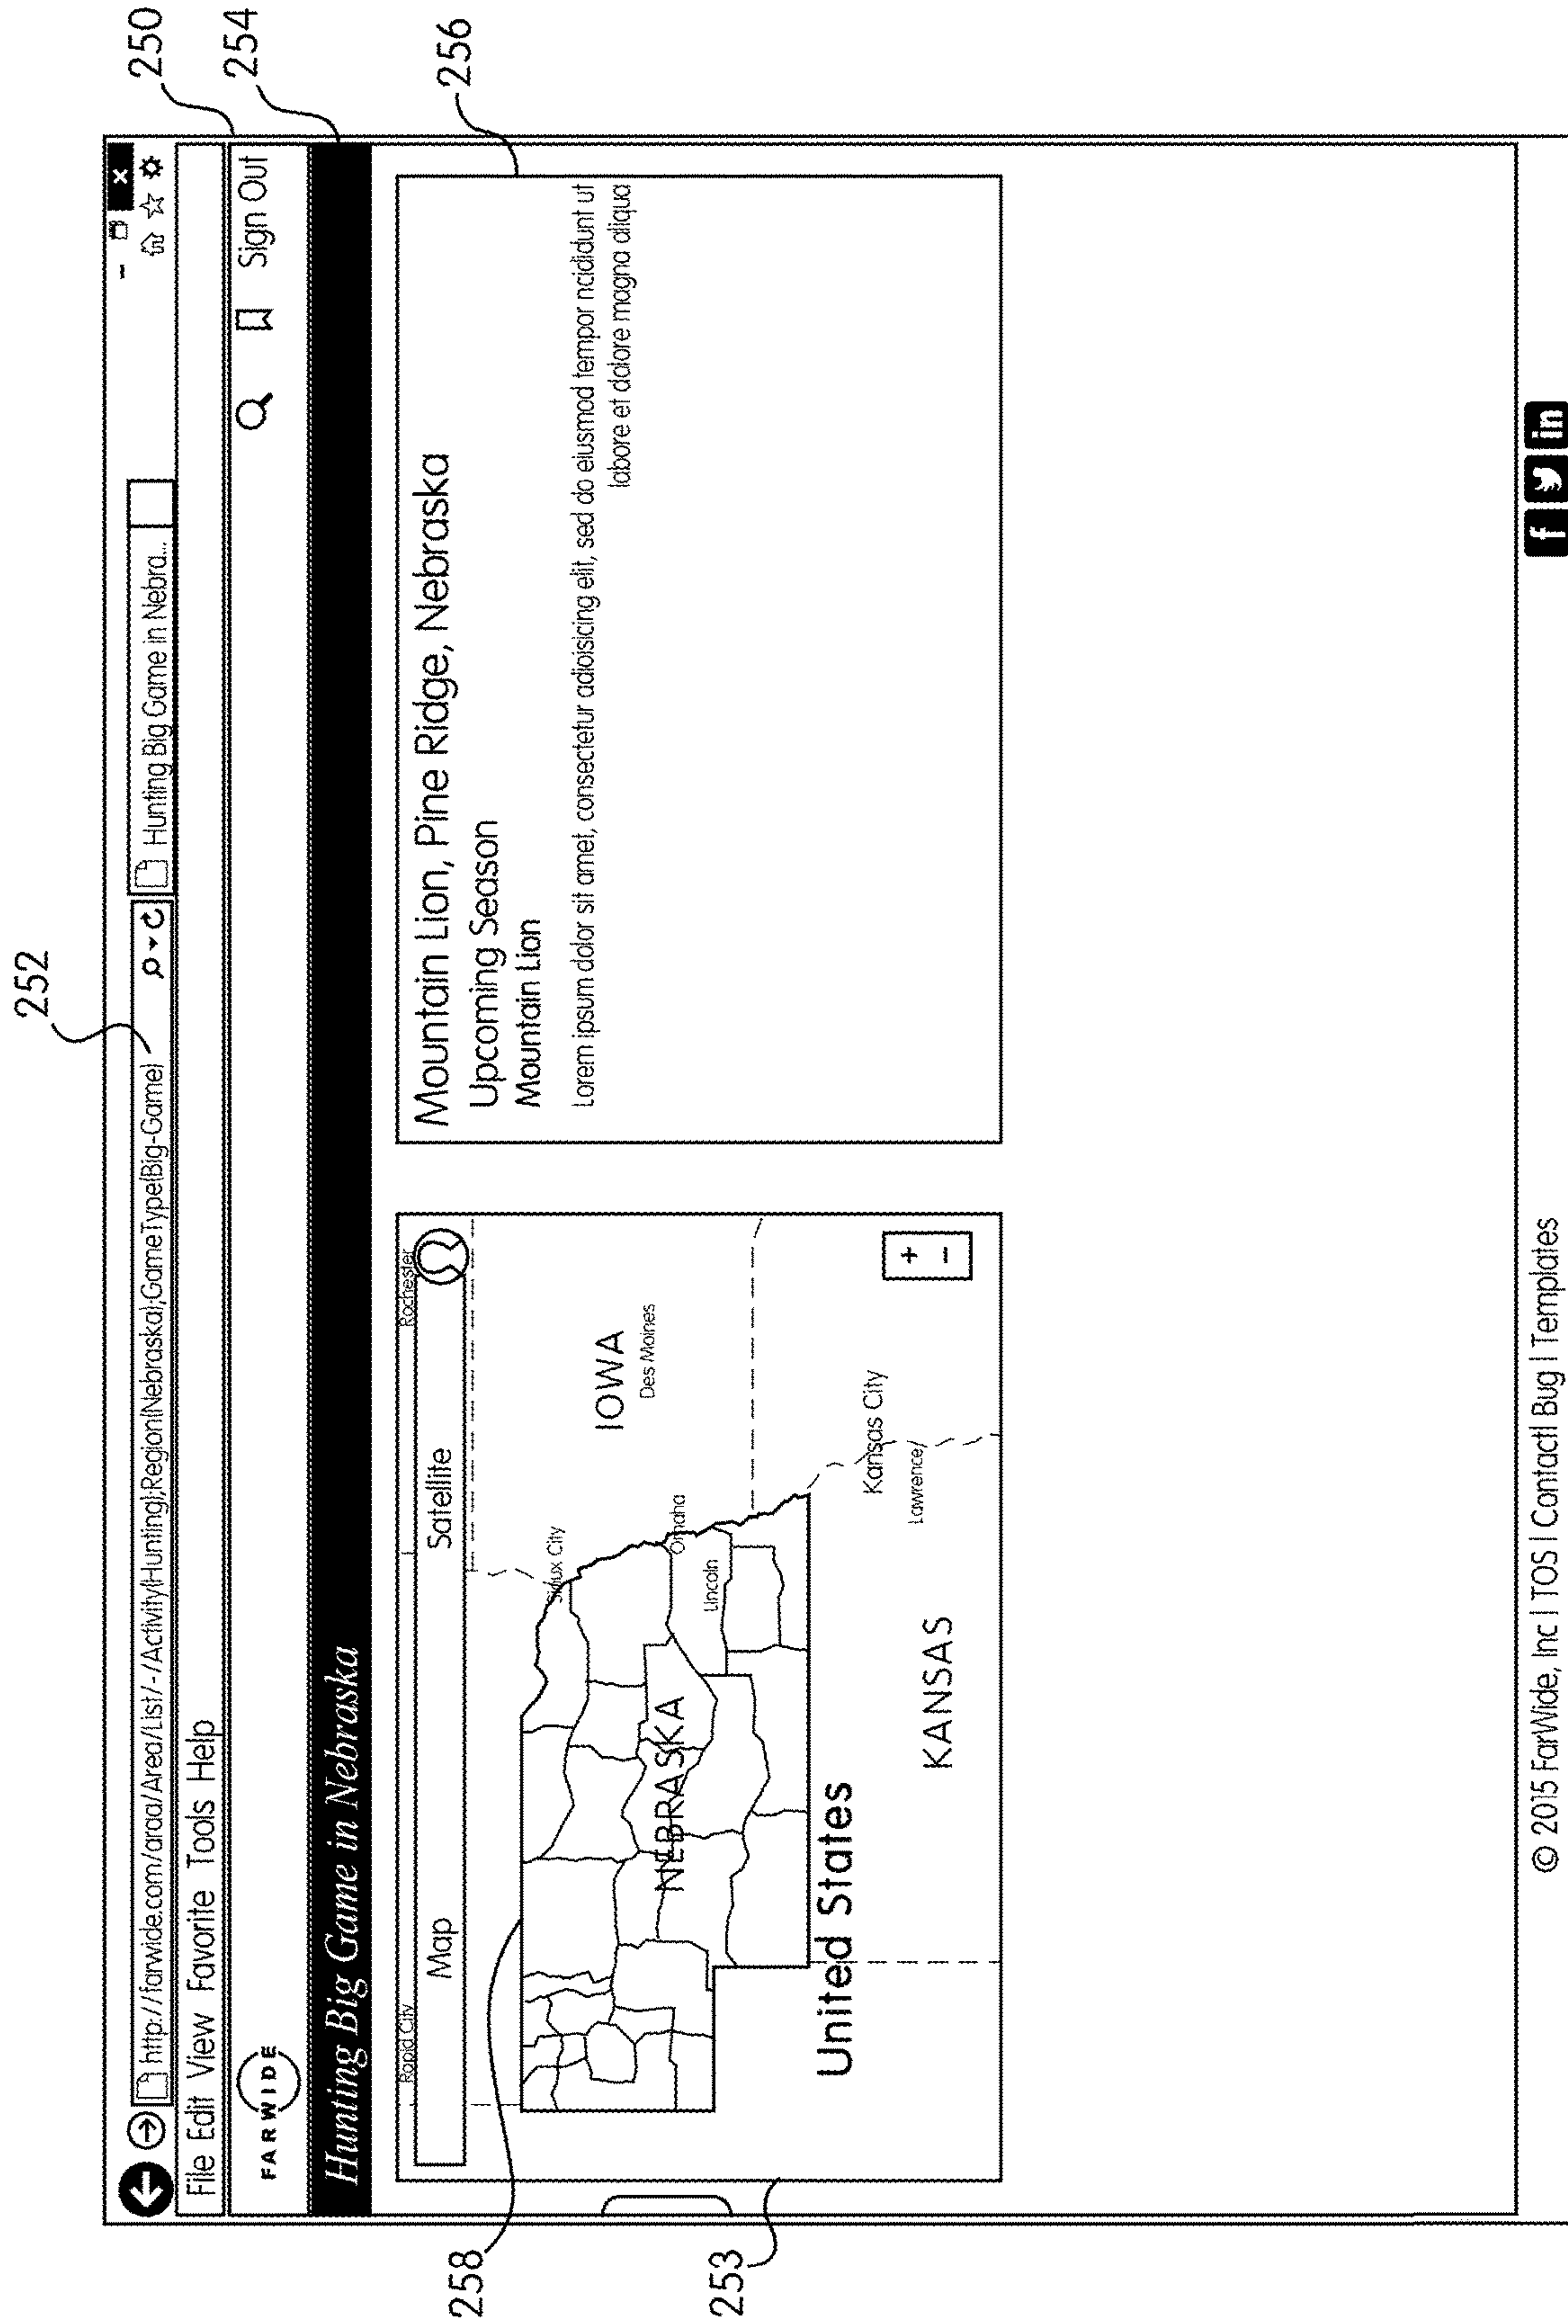 252
250
254
256
258
253
×
http://farwide.com/araa/Area/List/-/Activity(Hunting);Region(Nebraska);GameType(Big-Game)
Hunting Big Game in Nebra...
File Edit View Favorite Tools Help
FARWIDE
Sign Out
Hunting Big Game in Nebraska
Rapid City
Rochester
Map
Satellite
Sioux City
IOWA
Des Moines
Omaha
NEBRASKA
Lincoln
United States
Kansas City
Lawrence
KANSAS
+
−
Mountain Lion, Pine Ridge, Nebraska
Upcoming Season
Mountain Lion
Lorem ipsum dolor sit amet, consectetur adioisicing elit, sed do eiusmod tempor ncididunt ut
labore et dolore magna aliqua
© 2015 FarWide, Inc | TOS | Contact| Bug | Templates
f
in